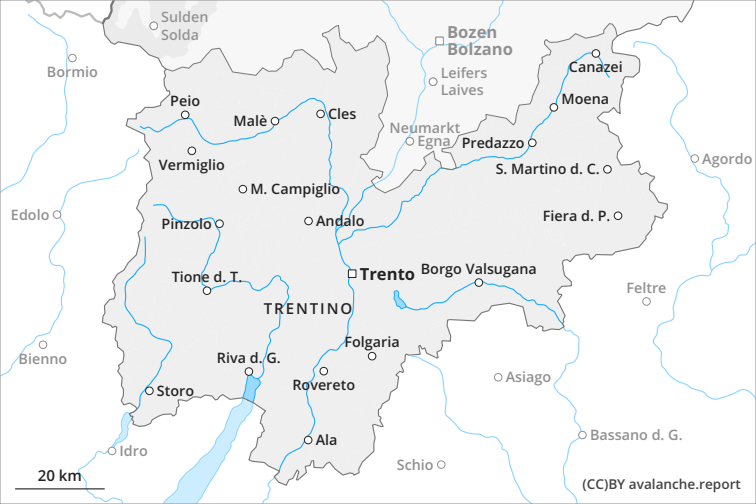 Sulden
Solda
Bozen
Bolzano
Bormio
Canazei
Leifers
Laives
Peio
Moena
Malè
Cles
Neumarkt
Egna
Predazzo
Vermiglio
Agordo
S. Martino d. C.
M. Campiglio
Edolo
Pinzolo
Andalo
Fiera d. P.
Tione d. T.
Trento
Borgo Valsugana
Feltre
TRENTINO
Folgaria
Bienno
Riva d. G.
Rovereto
Asiago
Storo
Ala
Bassano d. G.
Idro
Schio
20 km
(CC)BY avalanche.report